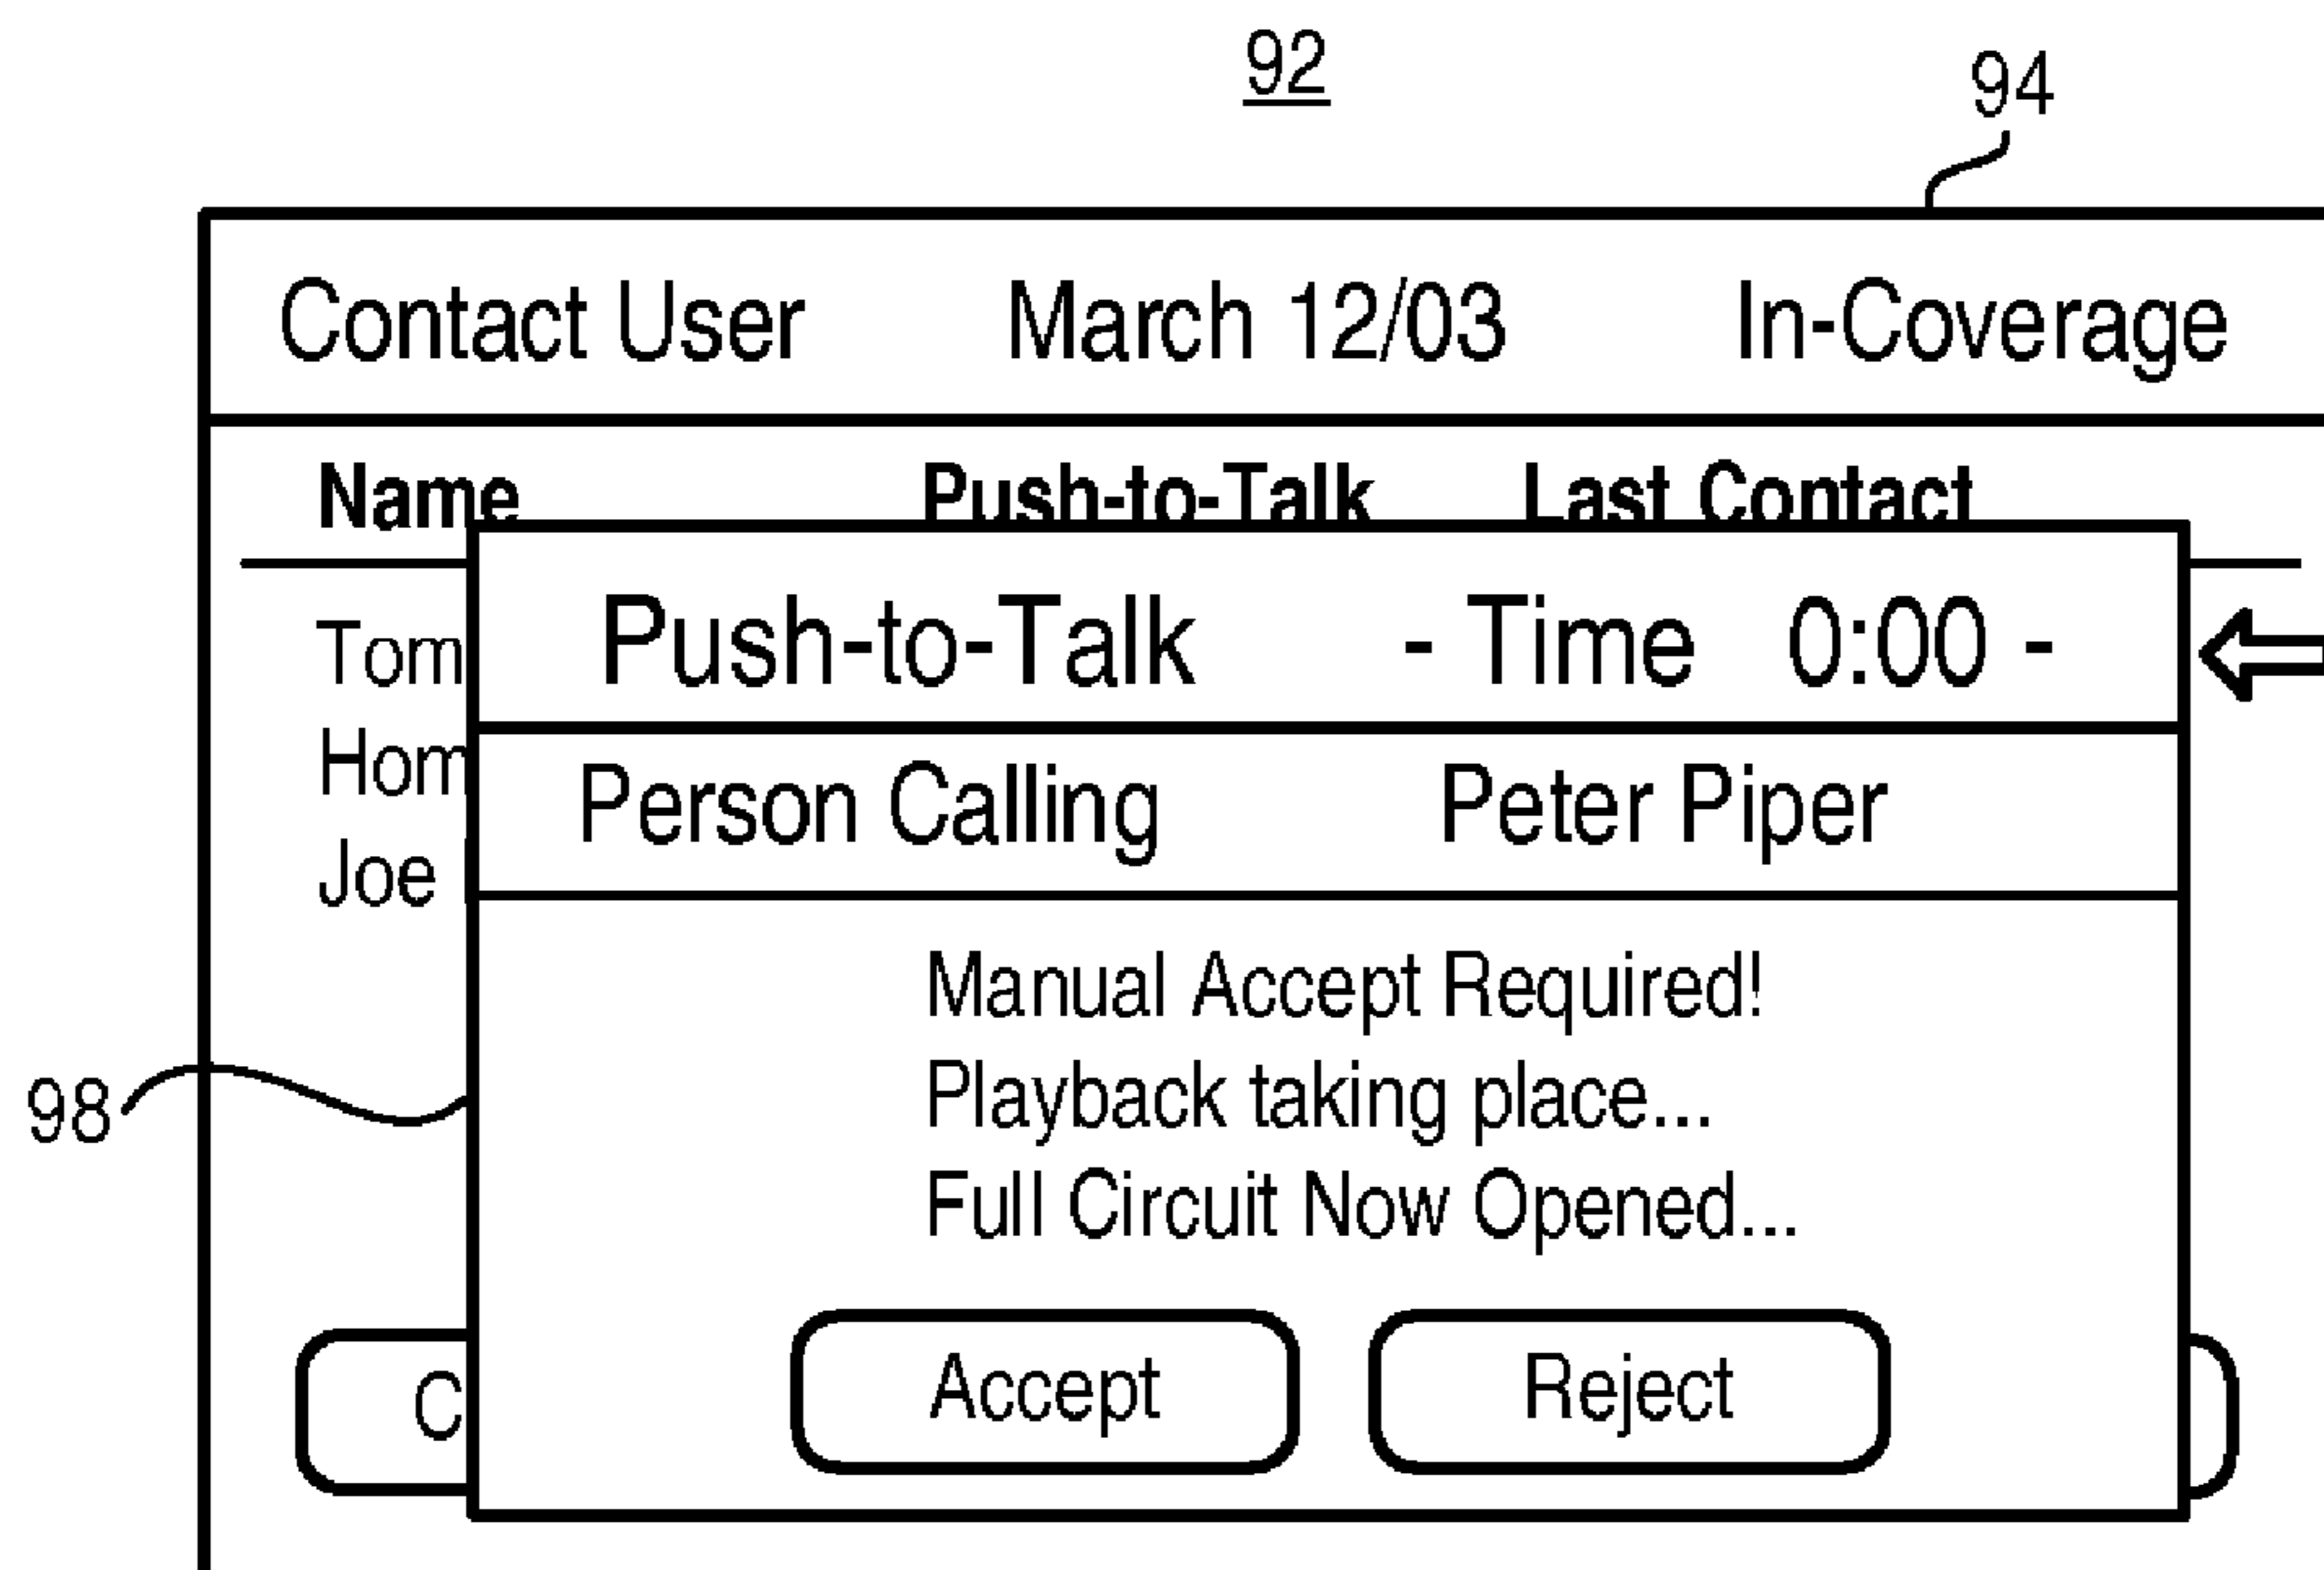 92
94
Contact User March 12/03 In-Coverage
Name Push-to-Talk Last Contact
Push-to-Talk - Time 0:00 -
Tom
Person Calling Peter Piper
Joe
Manual Accept Required!
Playback taking place...
98
Full Circuit Now Opened...
Accept Reject